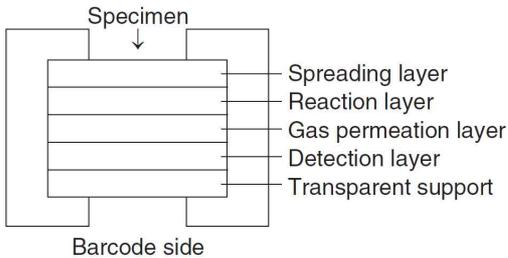 Specimen
Spreading layer
Reaction layer
Gas permeation layer
Detection layer
Transparent support
Barcode side